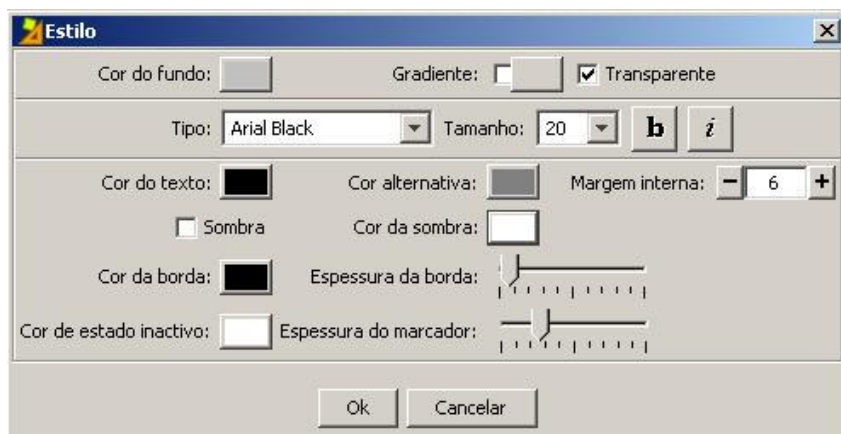 Estilo
Cor do fundo: Gradiente: Transparente
Tipo: Arial Black Tamanho: 20 b i
Cor do texto: Cor alternativa: Margem interna: − 6 +
Sombra Cor da sombra:
Cor da borda: Espessura da borda:
Cor de estado inactivo: Espessura do marcador:
Ok Cancelar